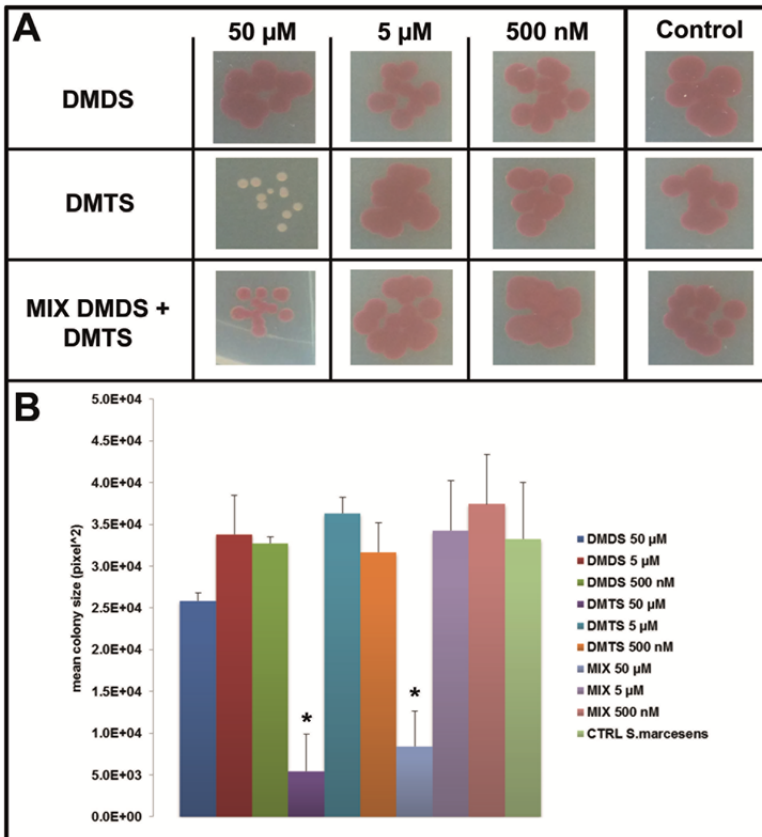 A
50 µM 5 µM 500 nM Control
DMDS
DMTS
MIX DMDS +
DMTS
B
5.0E+04
4.5E+04
4.0E+04
3.5E+04
3.0E+04
2.5E+04
2.0E+04
1.5E+04
1.0E+04
5.0E+03
0.0E+00
mean colony size (pixel^2)
*
*
DMDS 50 µM
DMDS 5 µM
DMDS 500 nM
DMTS 50 µM
DMTS 5 µM
DMTS 500 nM
MIX 50 µM
MIX 5 µM
MIX 500 nM
CTRL S.marcesens